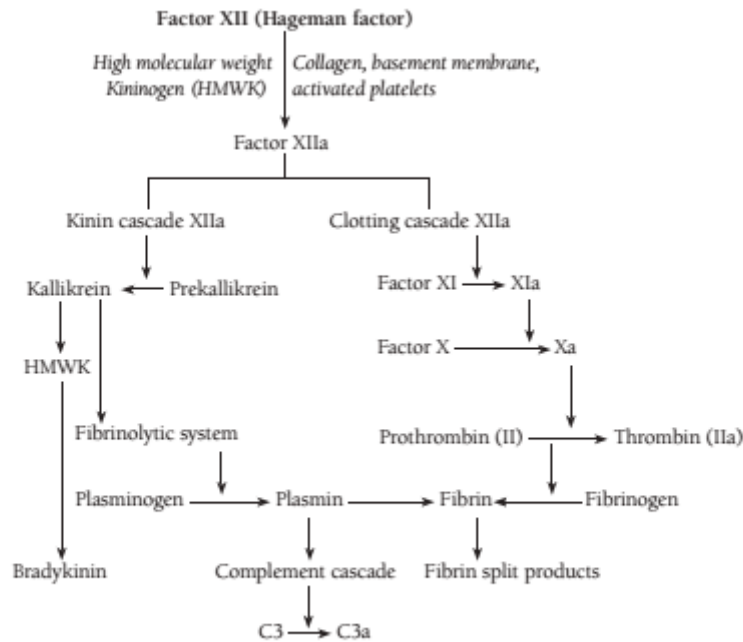 Factor XII (Hageman factor)
High molecular weight
Kininogen (HMWK)
Collagen, basement membrane,
activated platelets
Factor XIIa
Kinin cascade XIIa
Clotting cascade XIIa
Kallikrein
Prekallikrein
Factor XI
XIa
Factor X
Xa
HMWK
Fibrinolytic system
Prothrombin (II)
Thrombin (IIa)
Plasminogen
Plasmin
Fibrin
Fibrinogen
Bradykinin
Complement cascade
Fibrin split products
C3
C3a